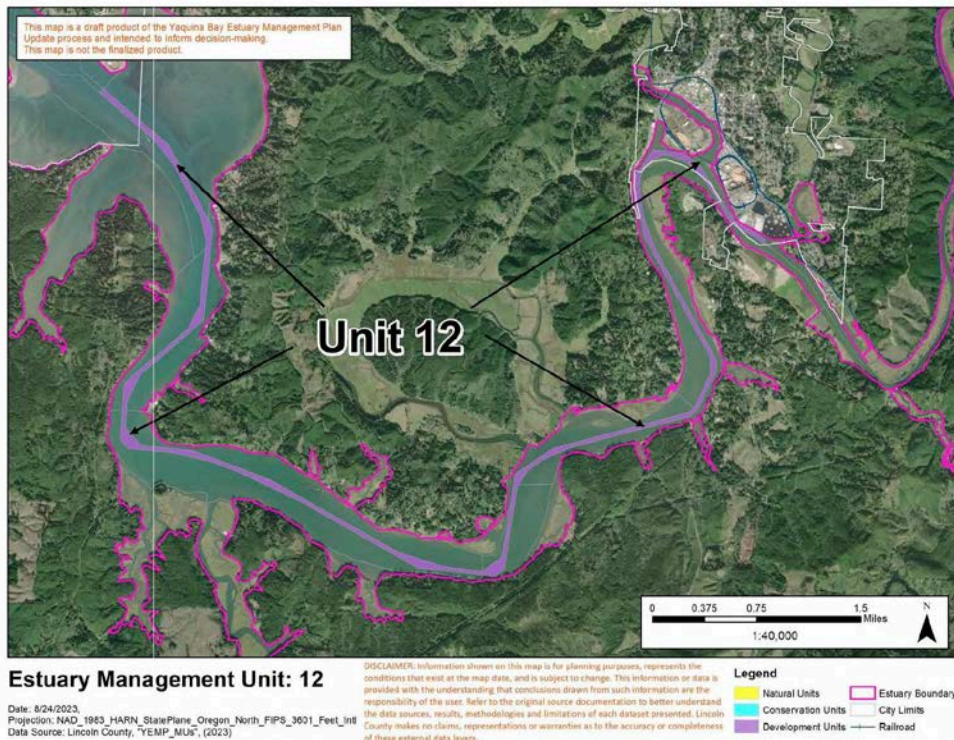 This map is a draft product of the Yaquina Bay Estuary Management Plan
Update process and intended to inform decision-making.
This map is not the finalized product.
Unit 12
0 0.375 0.75 1.5
Miles
N
1:40,000
Estuary Management Unit: 12
Date: 8/24/2023,
Projection: NAD_1983_HARN_StatePlane_Oregon_North_FIPS_3601_Feet_Intl
Data Source: Lincoln County, "YEMP_MUs", (2023)
DISCLAIMER: Information shown on this map is for planning purposes, represents the
conditions that exist at the map date, and is subject to change. This information or data is
provided with the understanding that conclusions drawn from such information are the
responsibility of the user. Refer to the original source documentation to better understand
the data sources, results, methodologies and limitations of each dataset presented. Lincoln
County makes no claims, representations or warranties as to the accuracy or completeness
of these external data layers.
Legend
Natural Units
Conservation Units
Development Units
Estuary Boundary
City Limits
Railroad